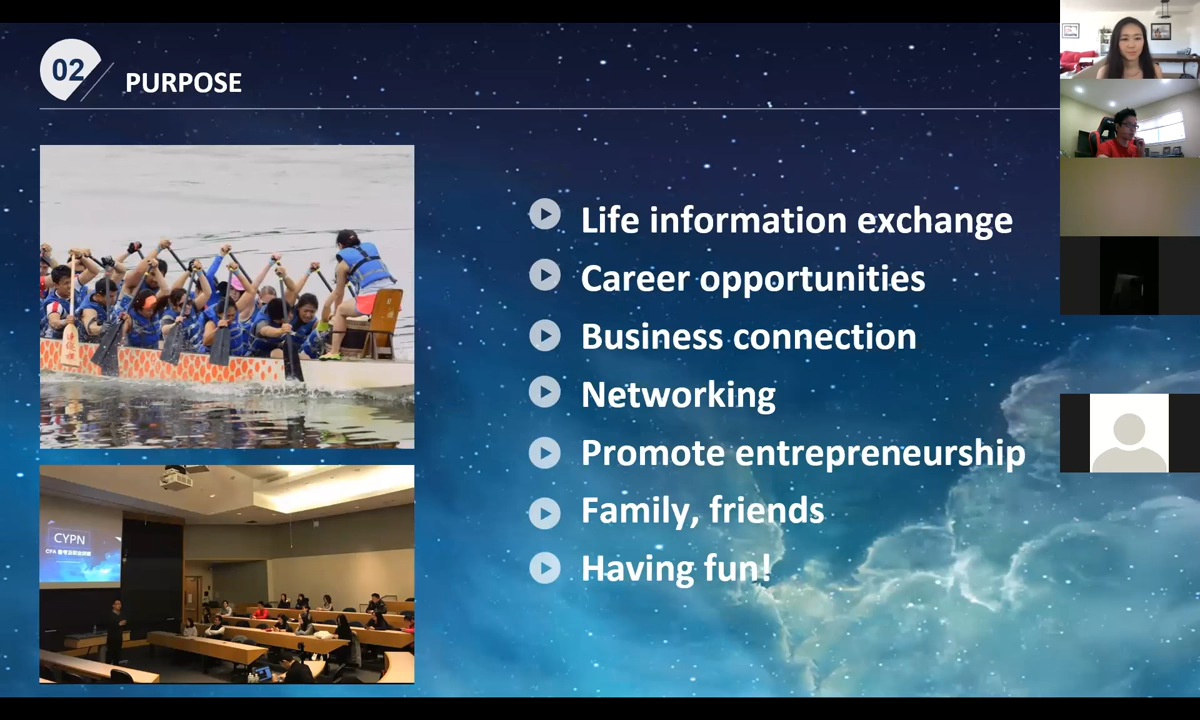 02
PURPOSE
Life information exchange
Career opportunities
Business connection
Networking
Promote entrepreneurship
Family, friends
Having fun!
CYPN